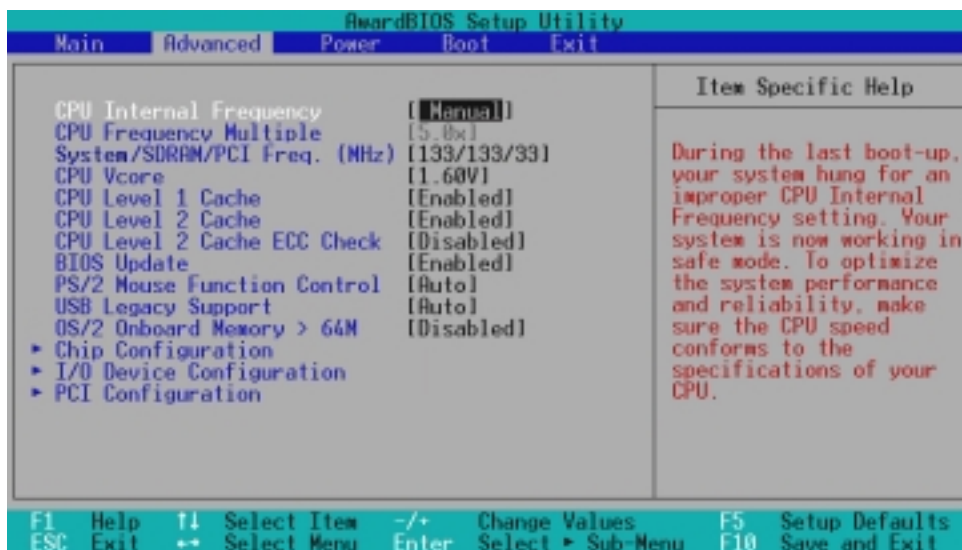 AwardBIOS Setup Utility
Main Advanced Power Boot Exit
Item Specific Help
CPU Internal Frequency [ Manual]
CPU Frequency Multiple [5.0x]
System/SDRAM/PCI Freq. (MHz) [133/133/33]
CPU Vcore [1.60V]
CPU Level 1 Cache [Enabled]
CPU Level 2 Cache [Enabled]
CPU Level 2 Cache ECC Check [Disabled]
BIOS Update [Enabled]
PS/2 Mouse Function Control [Auto]
USB Legacy Support [Auto]
OS/2 Onboard Memory > 64M [Disabled]
► Chip Configuration
► I/O Device Configuration
► PCI Configuration
During the last boot-up,
your system hung for an
improper CPU Internal
Frequency setting. Your
system is now working in
safe mode. To optimize
the system performance
and reliability, make
sure the CPU speed
conforms to the
specifications of your
CPU.
F1 Help ↑↓ Select Item -/+ Change Values F5 Setup Defaults
ESC Exit ↔ Select Menu Enter Select ► Sub-Menu F10 Save and Exit